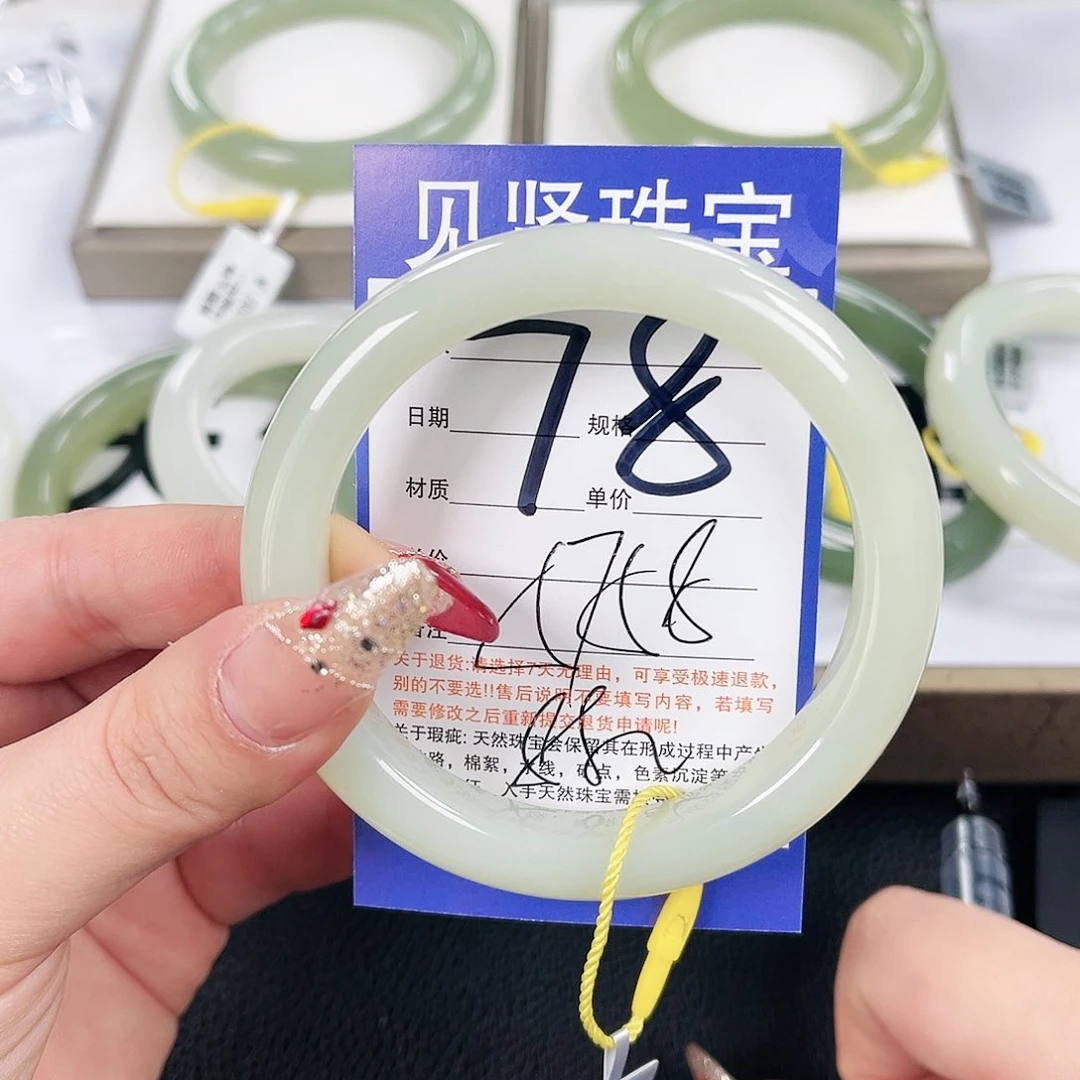 见贤珠宝
78
日期 规格
材质 单价
关于退货:请选择7天无理由，可享受极速退款，
别的不要选!!售后说明不要填写内容，若填写
需要修改之后重新提交退货申请呢!
关于瑕疵: 天然珠宝会保留其在形成过程中产
路，棉絮，水线，矿点，色素沉淀等
入手天然珠宝需